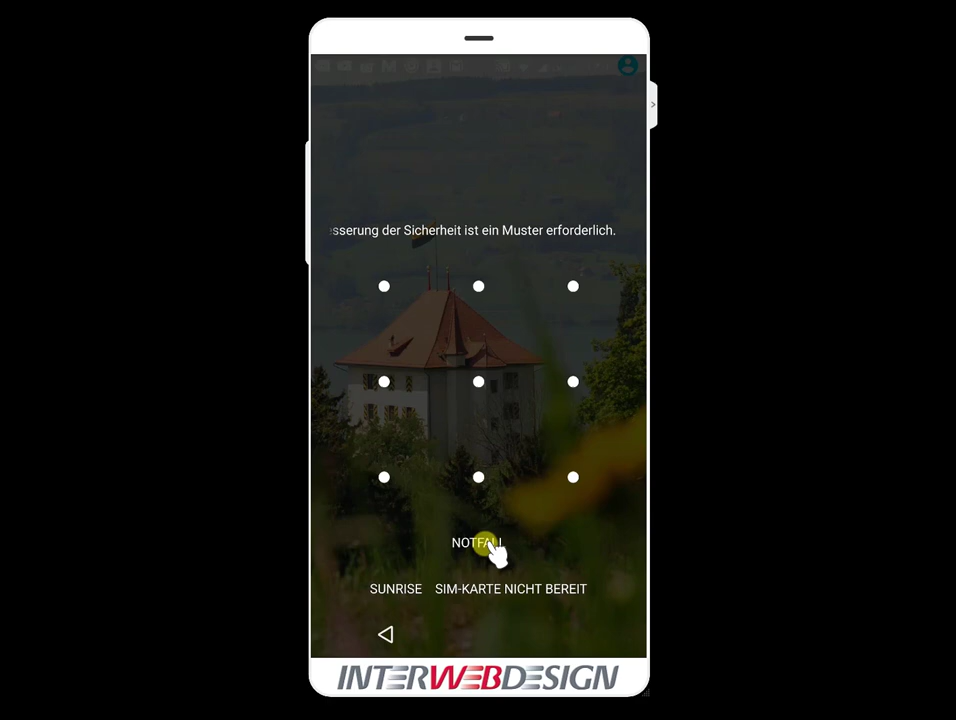 sserung der Sicherheit ist ein Muster erforderlich.
NOTFALL
SUNRISE SIM-KARTE NICHT BEREIT
INTERWEBDESIGN